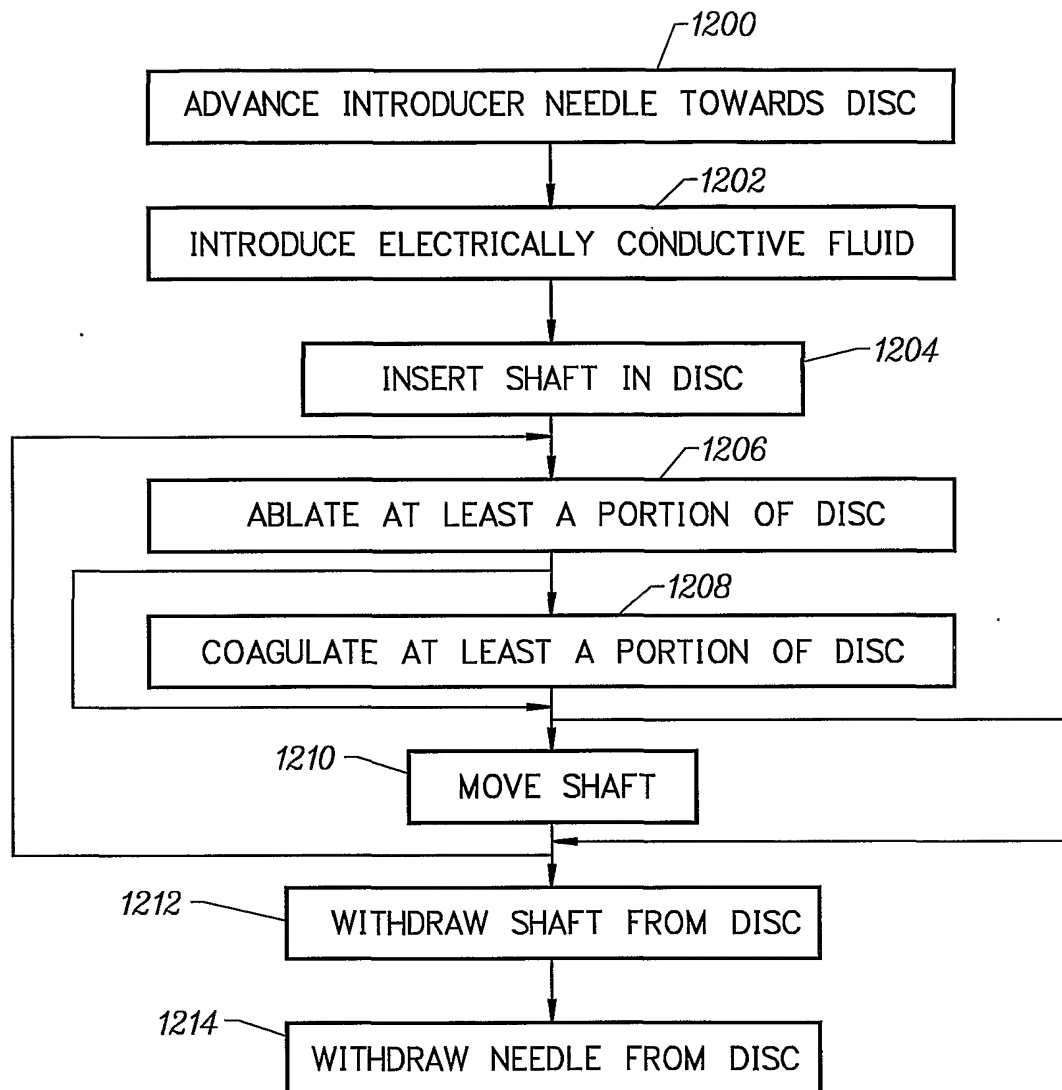 1200
ADVANCE INTRODUCER NEEDLE TOWARDS DISC
1202
INTRODUCE ELECTRICALLY CONDUCTIVE FLUID
1204
INSERT SHAFT IN DISC
1206
ABLATE AT LEAST A PORTION OF DISC
1208
COAGULATE AT LEAST A PORTION OF DISC
1210
MOVE SHAFT
1212
WITHDRAW SHAFT FROM DISC
1214
WITHDRAW NEEDLE FROM DISC